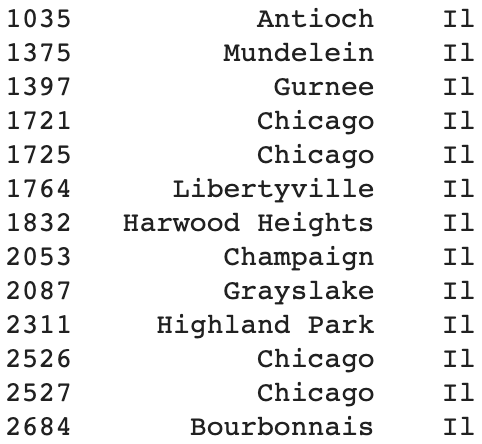 1035 Antioch Il
1375 Mundelein Il
1397 Gurnee Il
1721 Chicago Il
1725 Chicago Il
1764 Libertyville Il
1832 Harwood Heights Il
2053 Champaign Il
2087 Grayslake Il
2311 Highland Park Il
2526 Chicago Il
2527 Chicago Il
2684 Bourbonnais Il